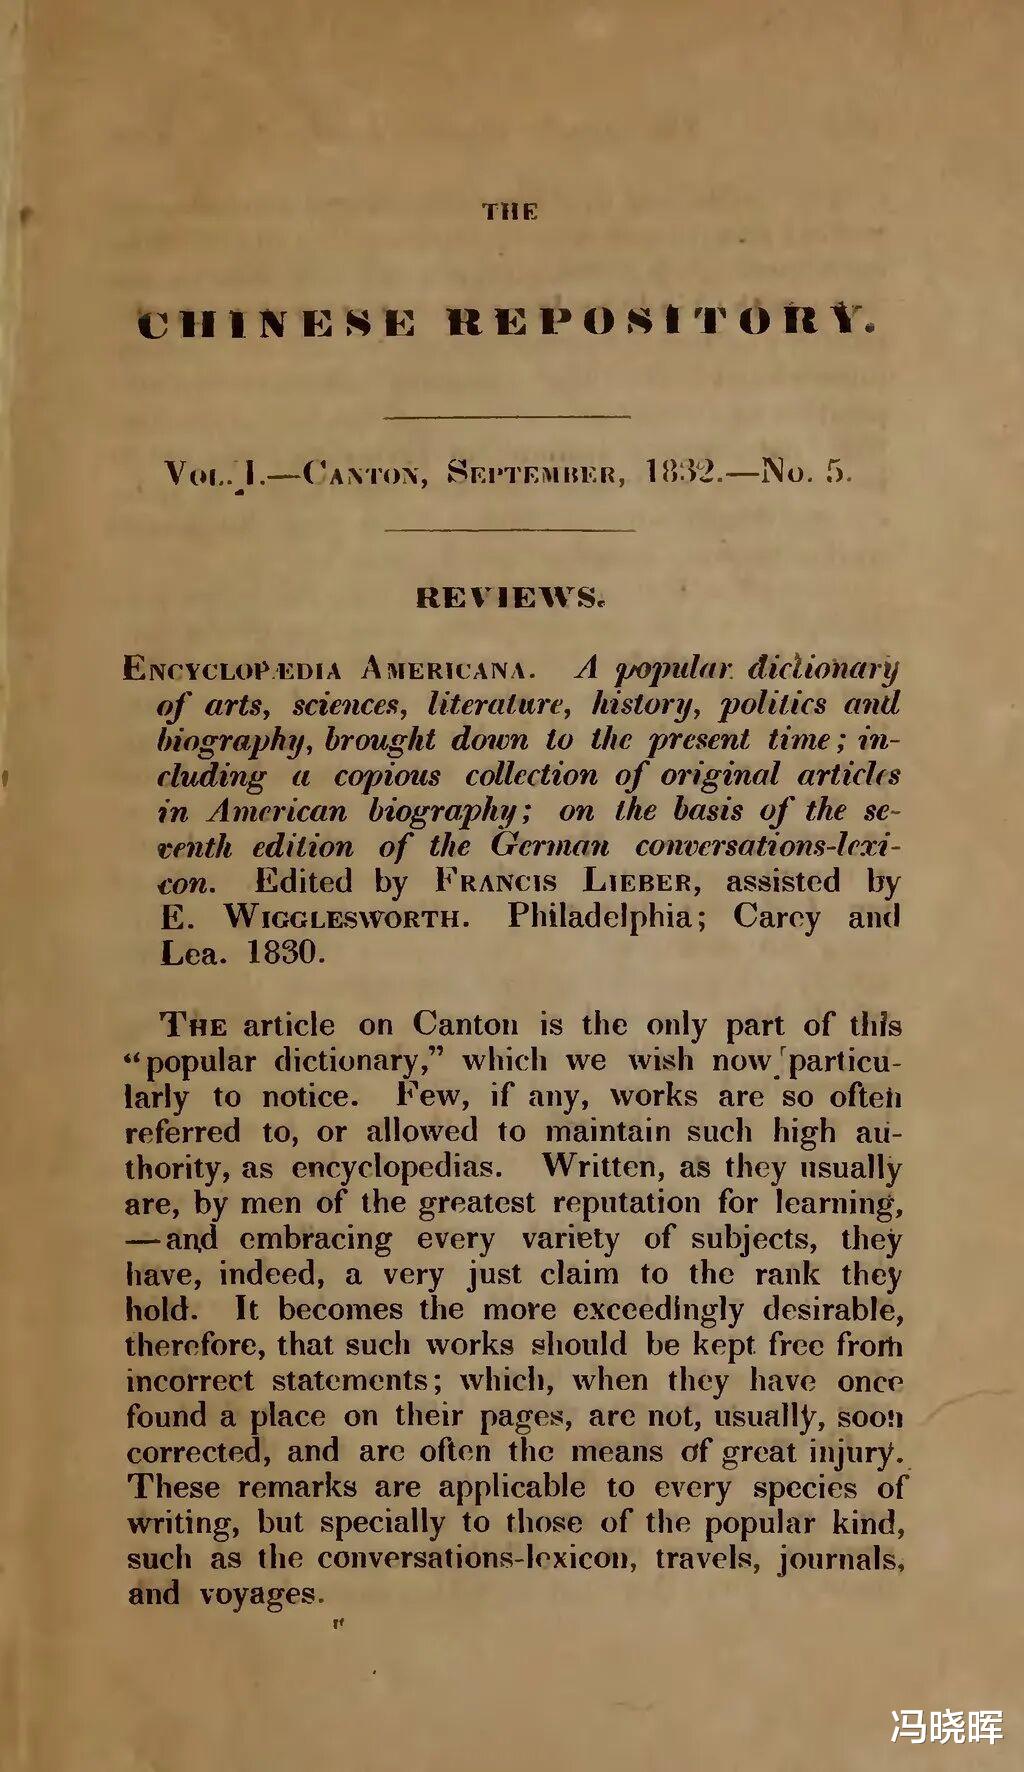 THE
CHINESE REPOSITORY.
VOL. I.—CANTON, SEPTEMBER, 1832.—NO. 5.
REVIEWS.
ENCYCLOPÆDIA AMERICANA. A popular dictionary
of arts, sciences, literature, history, politics and
biography, brought down to the present time; in-
cluding a copious collection of original articles
in American biography; on the basis of the se-
venth edition of the German conversations-lexi-
con. Edited by FRANCIS LIEBER, assisted by
E. WIGGLESWORTH. Philadelphia; Carey and
Lea. 1830.
THE article on Canton is the only part of this
“popular dictionary,” which we wish now particu-
larly to notice. Few, if any, works are so often
referred to, or allowed to maintain such high au-
thority, as encyclopedias. Written, as they usually
are, by men of the greatest reputation for learning,
—and embracing every variety of subjects, they
have, indeed, a very just claim to the rank they
hold. It becomes the more exceedingly desirable,
therefore, that such works should be kept free from
incorrect statements; which, when they have once
found a place on their pages, are not, usually, soon
corrected, and are often the means of great injury.
These remarks are applicable to every species of
writing, but specially to those of the popular kind,
such as the conversations-lexicon, travels, journals,
and voyages.
冯晓晖